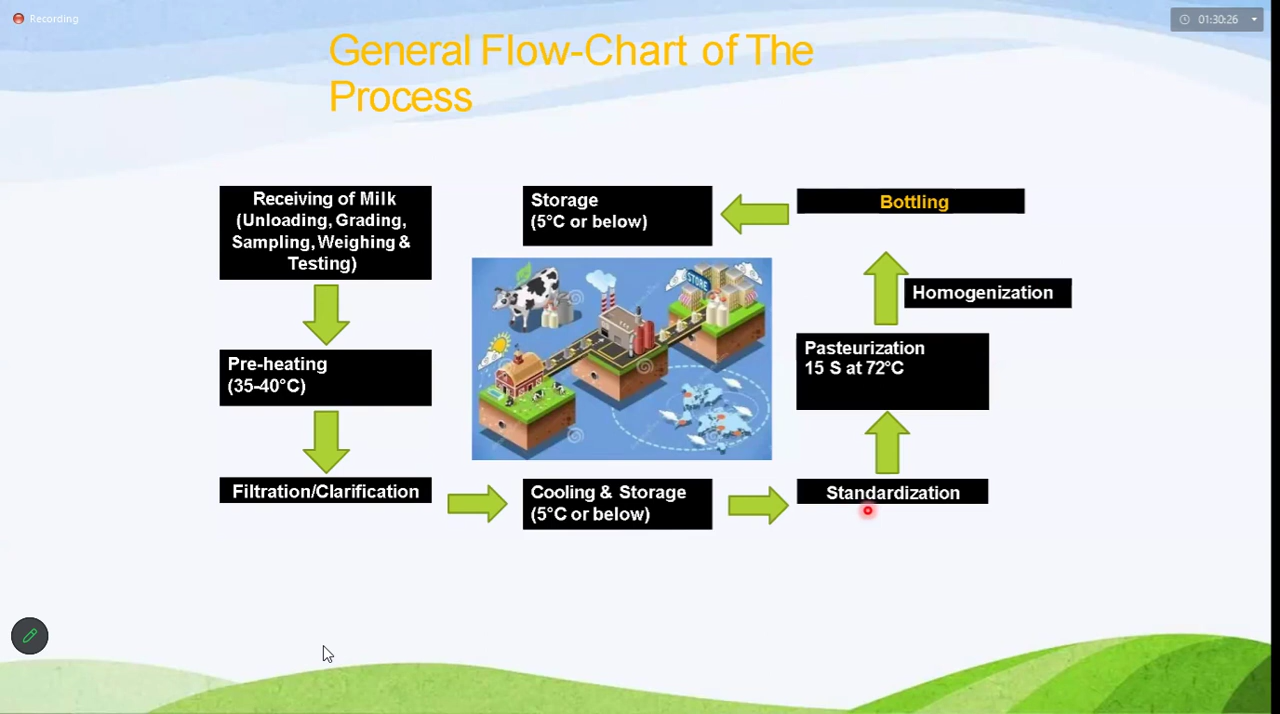 Recording
01:30:26
General Flow-Chart of The
Process
Receiving of Milk
(Unloading, Grading,
Sampling, Weighing &
Testing)
Pre-heating
(35-40°C)
Filtration/Clarification
Cooling & Storage
(5°C or below)
Standardization
Pasteurization
15 S at 72°C
Homogenization
Bottling
Storage
(5°C or below)
STORE